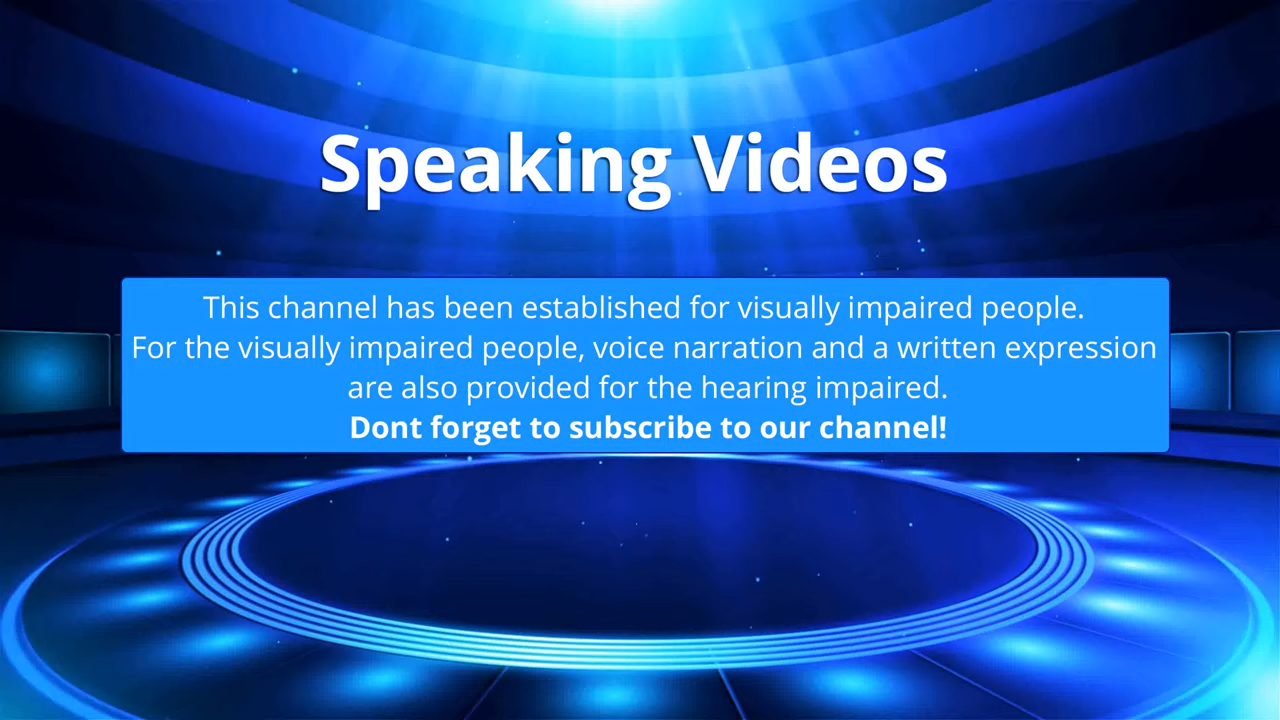 Speaking Videos
This channel has been established for visually impaired people.
For the visually impaired people, voice narration and a written expression
are also provided for the hearing impaired.
Dont forget to subscribe to our channel!